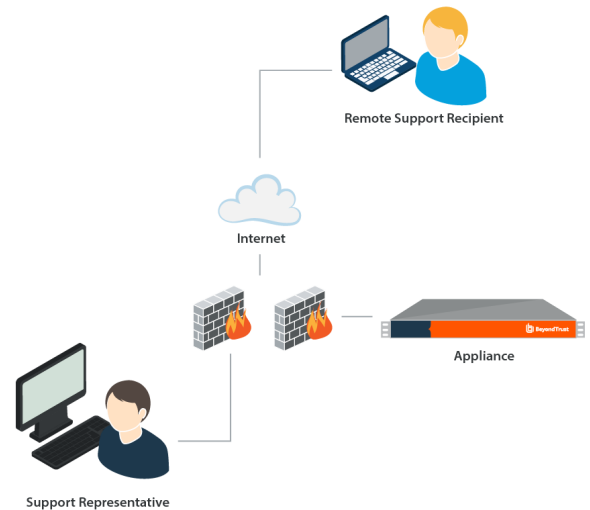 Remote Support Recipient
Internet
BeyondTrust
Appliance
Support Representative